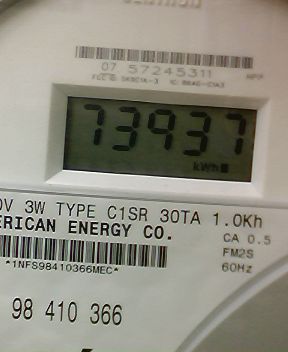 07 57245311
73937
kWh
V 3W TYPE C1SR 30TA 1.0Kh
ERICAN ENERGY CO.
CA 0.5
FM2S
60Hz
*1NFS98410366MEC*
98 410 366